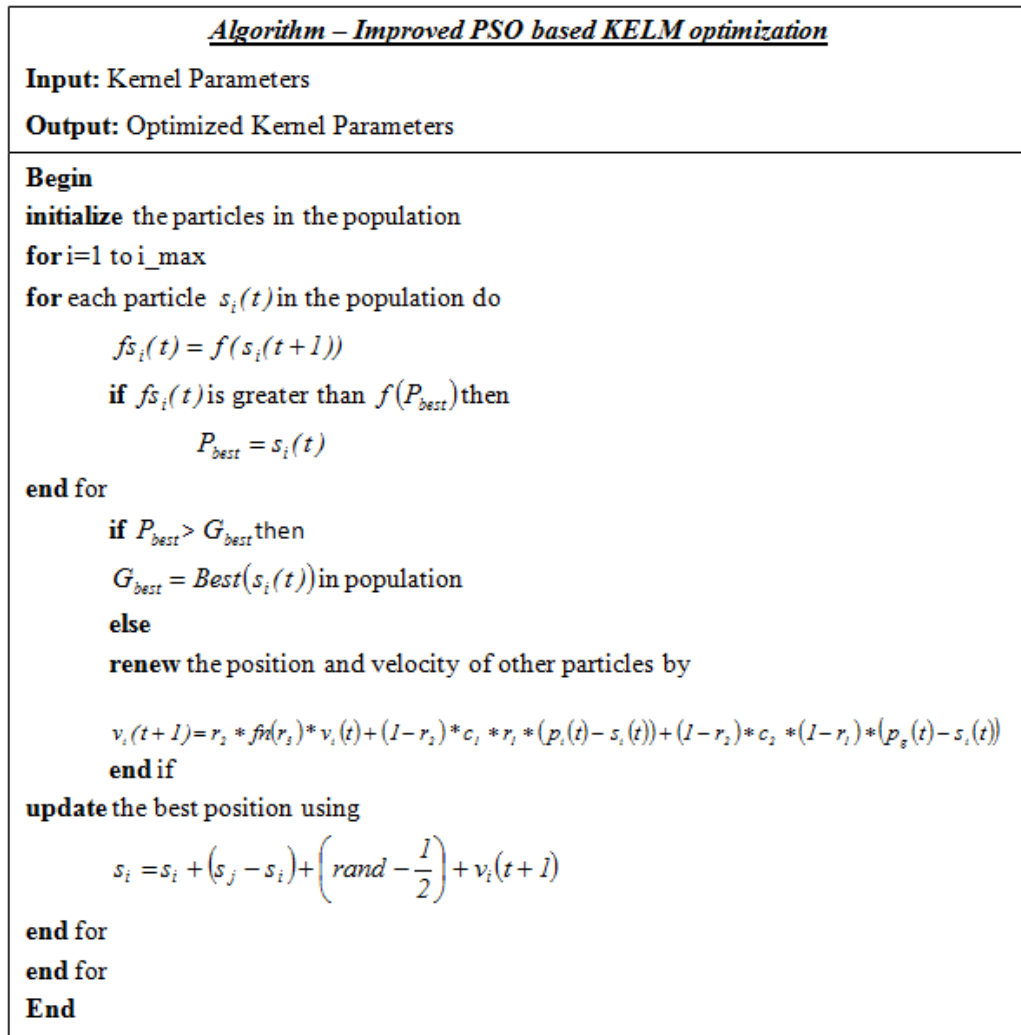 Algorithm – Improved PSO based KELM optimization
Input: Kernel Parameters
Output: Optimized Kernel Parameters
Begin
initialize the particles in the population
for i=1 to i_max
for each particle s_i(t) in the population do
fs_i(t) = f(s_i(t+1))
if fs_i(t) is greater than f(P_best) then
P_best = s_i(t)
end for
if P_best > G_best then
G_best = Best(s_i(t)) in population
else
renew the position and velocity of other particles by
v_i(t+1) = r_2 * fn(r_3) * v_i(t) + (1-r_2) * c_1 * r_1 * (p_i(t) - s_i(t)) + (1-r_2) * c_2 * (1-r_1) * (p_g(t) - s_i(t))
end if
update the best position using
s_i = s_i + (s_j - s_i) + (rand - 1/2) + v_i(t+1)
end for
end for
End